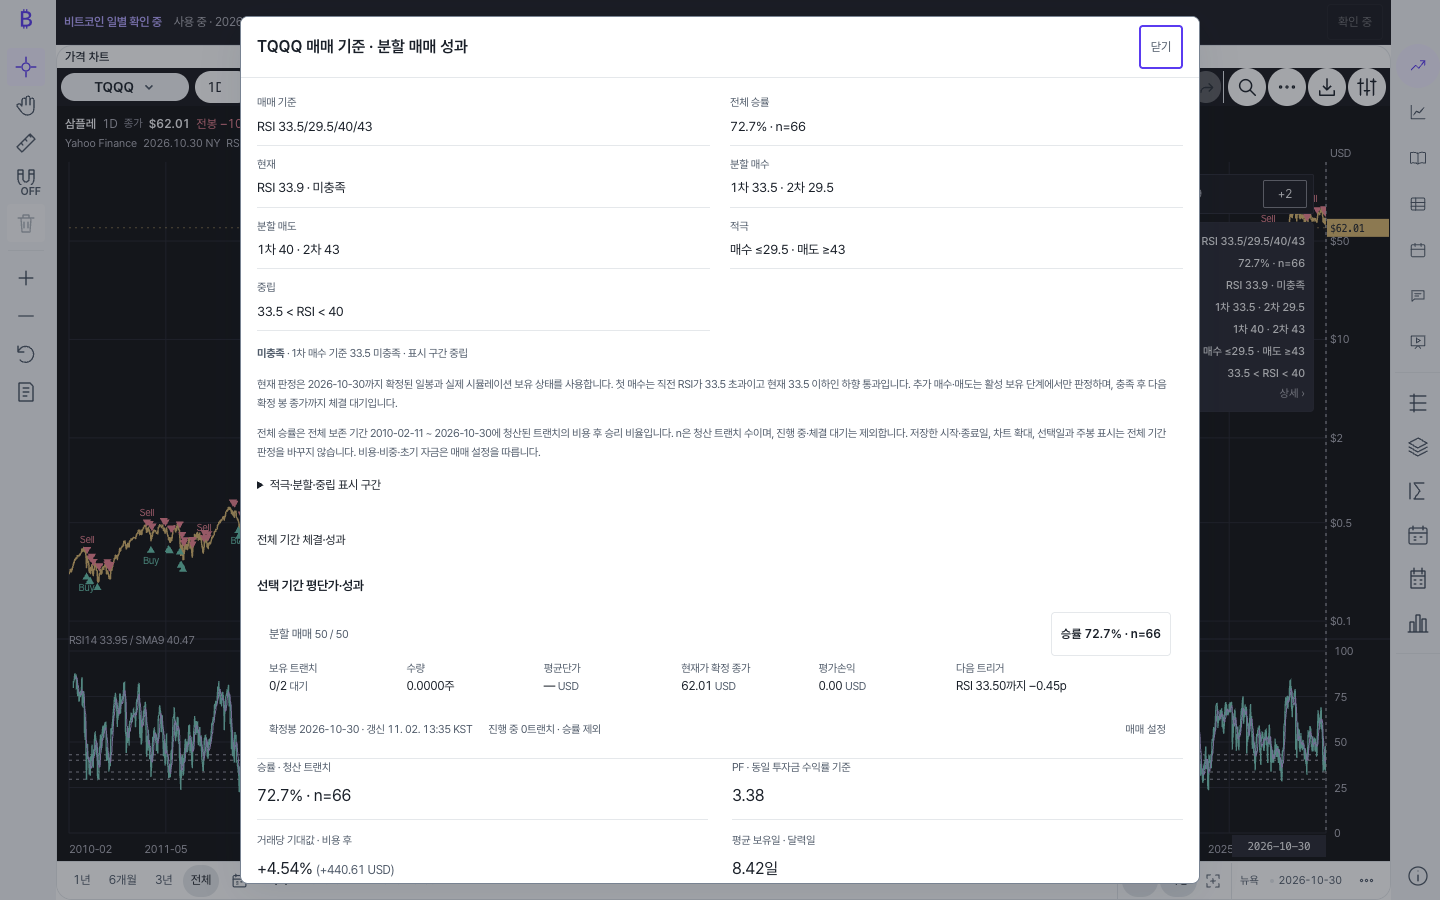 비트코인 일별 확인 중 사용 중 · 2026
확인 중
가격 차트
TQQQ
삼플레 1D 종가 $62.01 전봉 −10
Yahoo Finance 2026.10.30 NY RS
OFF
TQQQ 매매 기준 · 분할 매매 성과
닫기
매매 기준
RSI 33.5/29.5/40/43
전체 승률
72.7% · n=66
현재
RSI 33.9 · 미충족
분할 매수
1차 33.5 · 2차 29.5
분할 매도
1차 40 · 2차 43
적극
매수 ≤29.5 · 매도 ≥43
중립
33.5 < RSI < 40
미충족 · 1차 매수 기준 33.5 미충족 · 표시 구간 중립
현재 판정은 2026-10-30까지 확정된 일봉과 실제 시뮬레이션 보유 상태를 사용합니다. 첫 매수는 직전 RSI가 33.5 초과이고 현재 33.5 이하인 하향 통과입니다. 추가 매수·매도는 활성 보유 단계에서만 판정하며, 충족 후 다음
확정 봉 종가까지 체결 대기입니다.
전체 승률은 전체 보존 기간 2010-02-11 ~ 2026-10-30에 청산된 트랜치의 비용 후 승리 비율입니다. n은 청산 트랜치 수이며, 진행 중·체결 대기는 제외합니다. 저장한 시작·종료일, 차트 확대, 선택일과 주봉 표시는 전체 기간
판정을 바꾸지 않습니다. 비용·비중·초기 자금은 매매 설정을 따릅니다.
적극·분할·중립 표시 구간
전체 기간 체결·성과
선택 기간 평단가·성과
분할 매매 50 / 50
승률 72.7% · n=66
보유 트랜치
0/2 대기
수량
0.0000주
평균단가
— USD
현재가 확정 종가
62.01 USD
평가손익
0.00 USD
다음 트리거
RSI 33.50까지 −0.45p
확정봉 2026-10-30 · 갱신 11. 02. 13:35 KST 진행 중 0트랜치 · 승률 제외
매매 설정
승률 · 청산 트랜치
72.7% · n=66
PF · 동일 투자금 수익률 기준
3.38
거래당 기대값 · 비용 후
+4.54% (+440.61 USD)
평균 보유일 · 달력일
8.42일
USD
+2
Sell
$62.01
$50
RSI 33.5/29.5/40/43
72.7% · n=66
RSI 33.9 · 미충족
1차 33.5 · 2차 29.5
1차 40 · 2차 43
매수 ≤29.5 · 매도 ≥43
33.5 < RSI < 40
상세 ›
$10
$2
$0.5
$0.1
Sell
Sell
Sell
Buy
Buy
RSI14 33.95 / SMA9 40.47
100
75
50
25
0
2010-02
2011-05
2025
2026-10-30
1년 6개월 3년 전체
뉴욕 2026-10-30